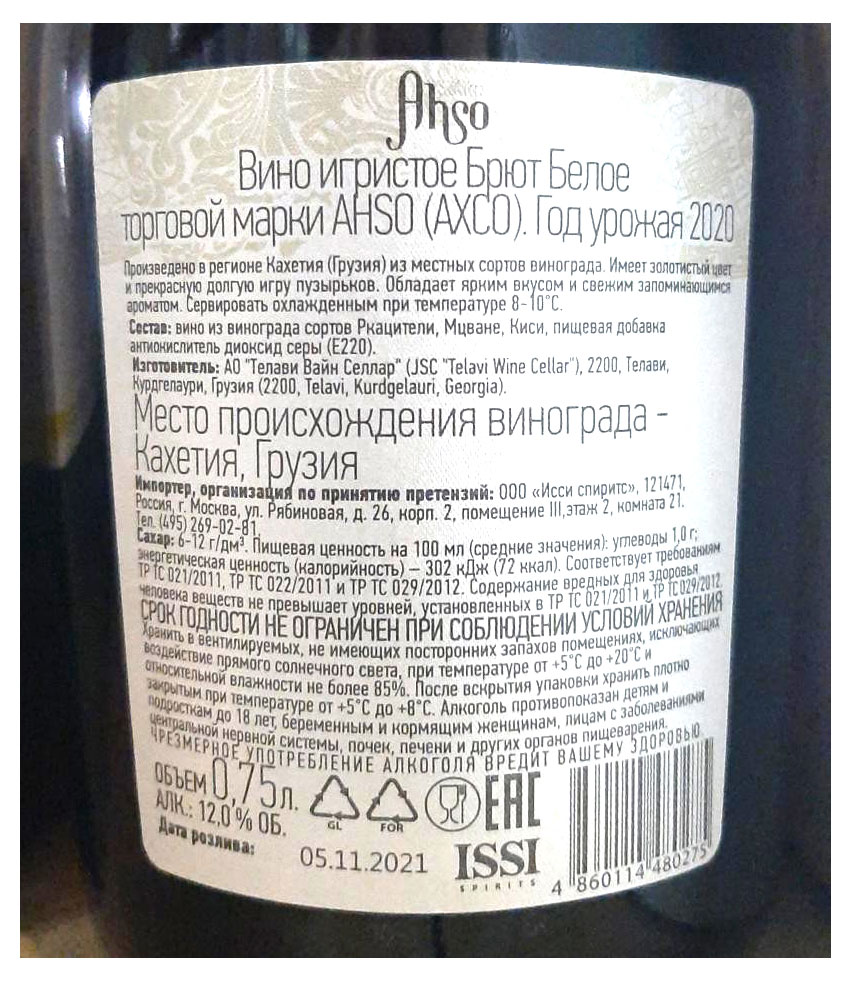 Ahso
Вино игристое Брют Белое
торговой марки AHSO (АХСО). Год урожая 2020
Произведено в регионе Кахетия (Грузия) из местных сортов винограда. Имеет золотистый цвет
и прекрасную долгую игру пузырьков. Обладает ярким вкусом и свежим запоминающимся
ароматом. Сервировать охлажденным при температуре 8-10°С.
Состав: вино из винограда сортов Ркацители, Мцване, Киси, пищевая добавка
антиокислитель диоксид серы (Е220).
Изготовитель: АО "Телави Вайн Селлар" (JSC "Telavi Wine Cellar"), 2200, Телави,
Курдгелаури, Грузия (2200, Telavi, Kurdgelauri, Georgia).
Место происхождения винограда -
Кахетия, Грузия
Импортер, организация по принятию претензий: ООО «Исси спиритс», 121471,
Россия, г. Москва, ул. Рябиновая, д. 26, корп. 2, помещение III,этаж 2, комната 21.
Тел. (495) 269-02-81
Сахар: 6-12 г/дм³. Пищевая ценность на 100 мл (средние значения): углеводы 1,0 г;
энергетическая ценность (калорийность) – 302 кДж (72 ккал). Соответствует требованиям
ТР ТС 021/2011, ТР ТС 022/2011 и ТР ТС 029/2012. Содержание вредных для здоровья
человека веществ не превышает уровней, установленных в ТР ТС 021/2011 и ТР ТС 029/2012
СРОК ГОДНОСТИ НЕ ОГРАНИЧЕН ПРИ СОБЛЮДЕНИИ УСЛОВИЙ ХРАНЕНИЯ
Хранить в вентилируемых, не имеющих посторонних запахов помещениях, исключающих
воздействие прямого солнечного света, при температуре от +5°С до +20°С и
относительной влажности не более 85%. После вскрытия упаковки хранить плотно
закрытым при температуре от +5°С до +8°С. Алкоголь противопоказан детям и
подросткам до 18 лет, беременным и кормящим женщинам, лицам с заболеваниями
центральной нервной системы, почек, печени и других органов пищеварения.
ЧРЕЗМЕРНОЕ УПОТРЕБЛЕНИЕ АЛКОГОЛЯ ВРЕДИТ ВАШЕМУ ЗДОРОВЬЮ
ОБЪЕМ 0,75л.
АЛК.: 12,0 % ОБ.
GL
FOR
EAC
Дата розлива:
05.11.2021
ISSI
SPIRITS
4 860114 480275